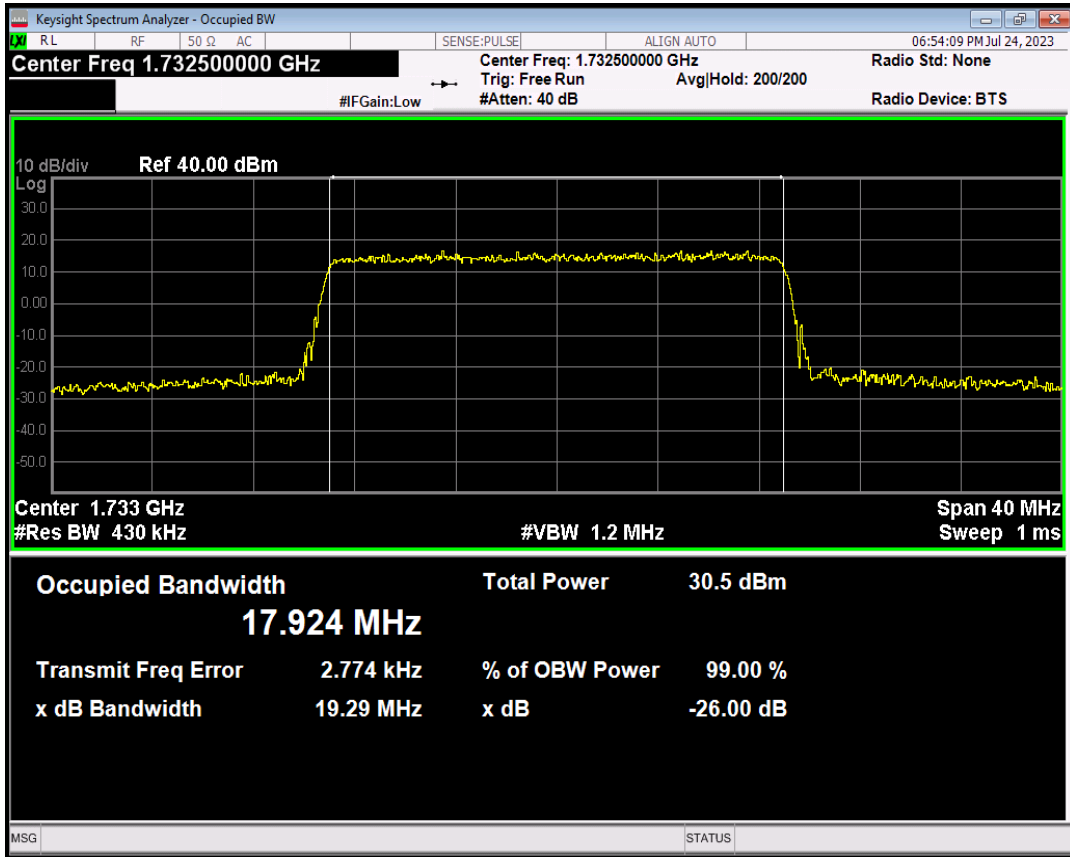 Keysight Spectrum Analyzer - Occupied BW
LXI RL RF 50 Ω AC SENSE:PULSE ALIGN AUTO 06:54:09 PM Jul 24, 2023
Center Freq 1.732500000 GHz Center Freq: 1.732500000 GHz Radio Std: None
Trig: Free Run Avg|Hold: 200/200
#IFGain:Low #Atten: 40 dB Radio Device: BTS
10 dB/div Ref 40.00 dBm
Log
30.0
20.0
10.0
0.00
-10.0
-20.0
-30.0
-40.0
-50.0
Center 1.733 GHz Span 40 MHz
#Res BW 430 kHz #VBW 1.2 MHz Sweep 1 ms
Occupied Bandwidth Total Power 30.5 dBm
17.924 MHz
Transmit Freq Error 2.774 kHz % of OBW Power 99.00 %
x dB Bandwidth 19.29 MHz x dB -26.00 dB
MSG STATUS